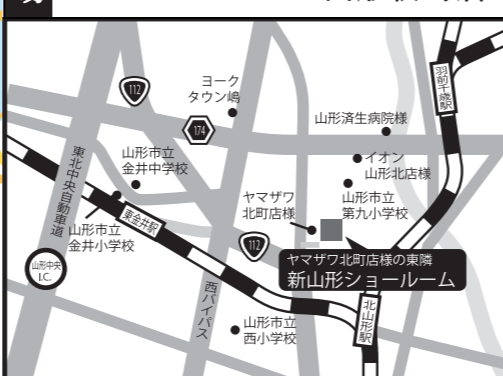 112
ヨーク
タウン嶋
174
山形済生病院様
羽前千歳駅
イオン
山形北店様
山形市立
金井中学校
東北中央自動車道
山形市立
金井小学校
東金井駅
ヤマザワ
北町店様
山形市立
第九小学校
112
ヤマザワ北町店様の東隣
新山形ショールーム
山形中央
I.C.
西バイパス
北山形駅
山形市立
西小学校